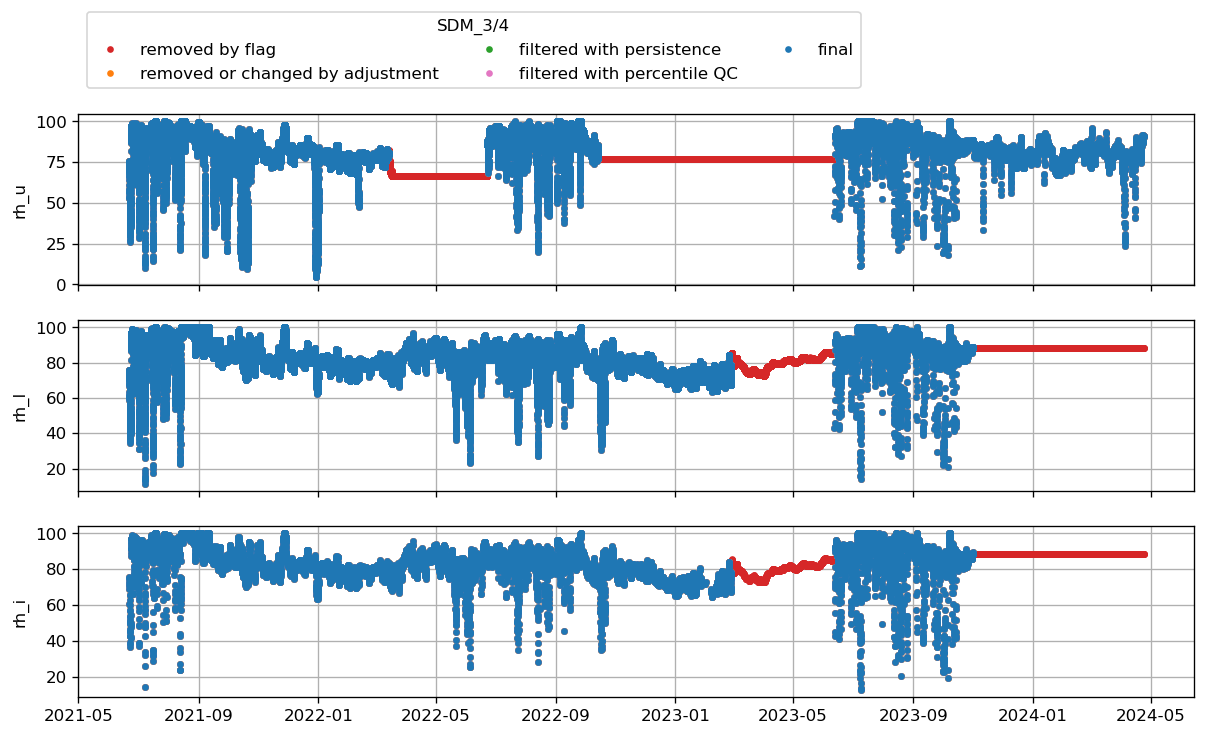 SDM_3/4
removed by flag
filtered with persistence
final
removed or changed by adjustment
filtered with percentile QC
100
75
50
25
0
rh_u
100
80
60
40
20
rh_l
100
80
60
40
20
rh_i
2021-05
2021-09
2022-01
2022-05
2022-09
2023-01
2023-05
2023-09
2024-01
2024-05